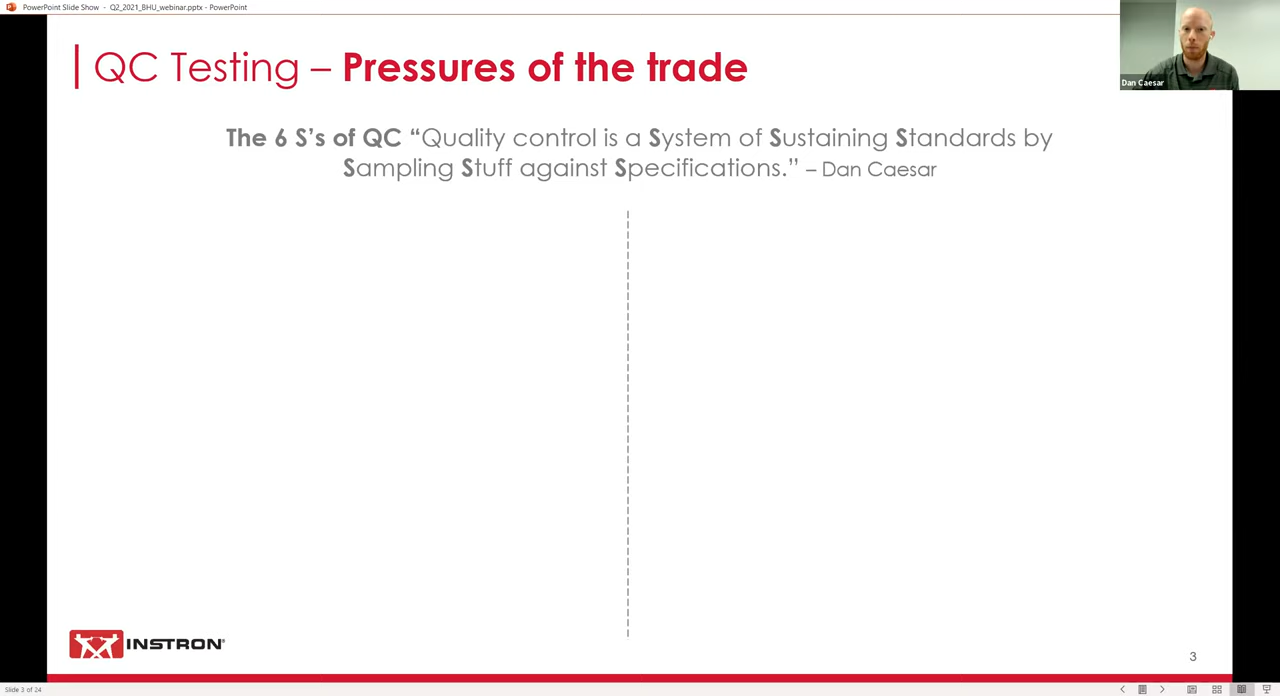 PowerPoint Slide Show - Q2_2021_BHU_webinar.pptx - PowerPoint
QC Testing – Pressures of the trade
Dan Caesar
The 6 S’s of QC “Quality control is a System of Sustaining Standards by
Sampling Stuff against Specifications.” – Dan Caesar
INSTRON®
3
Slide 3 of 24